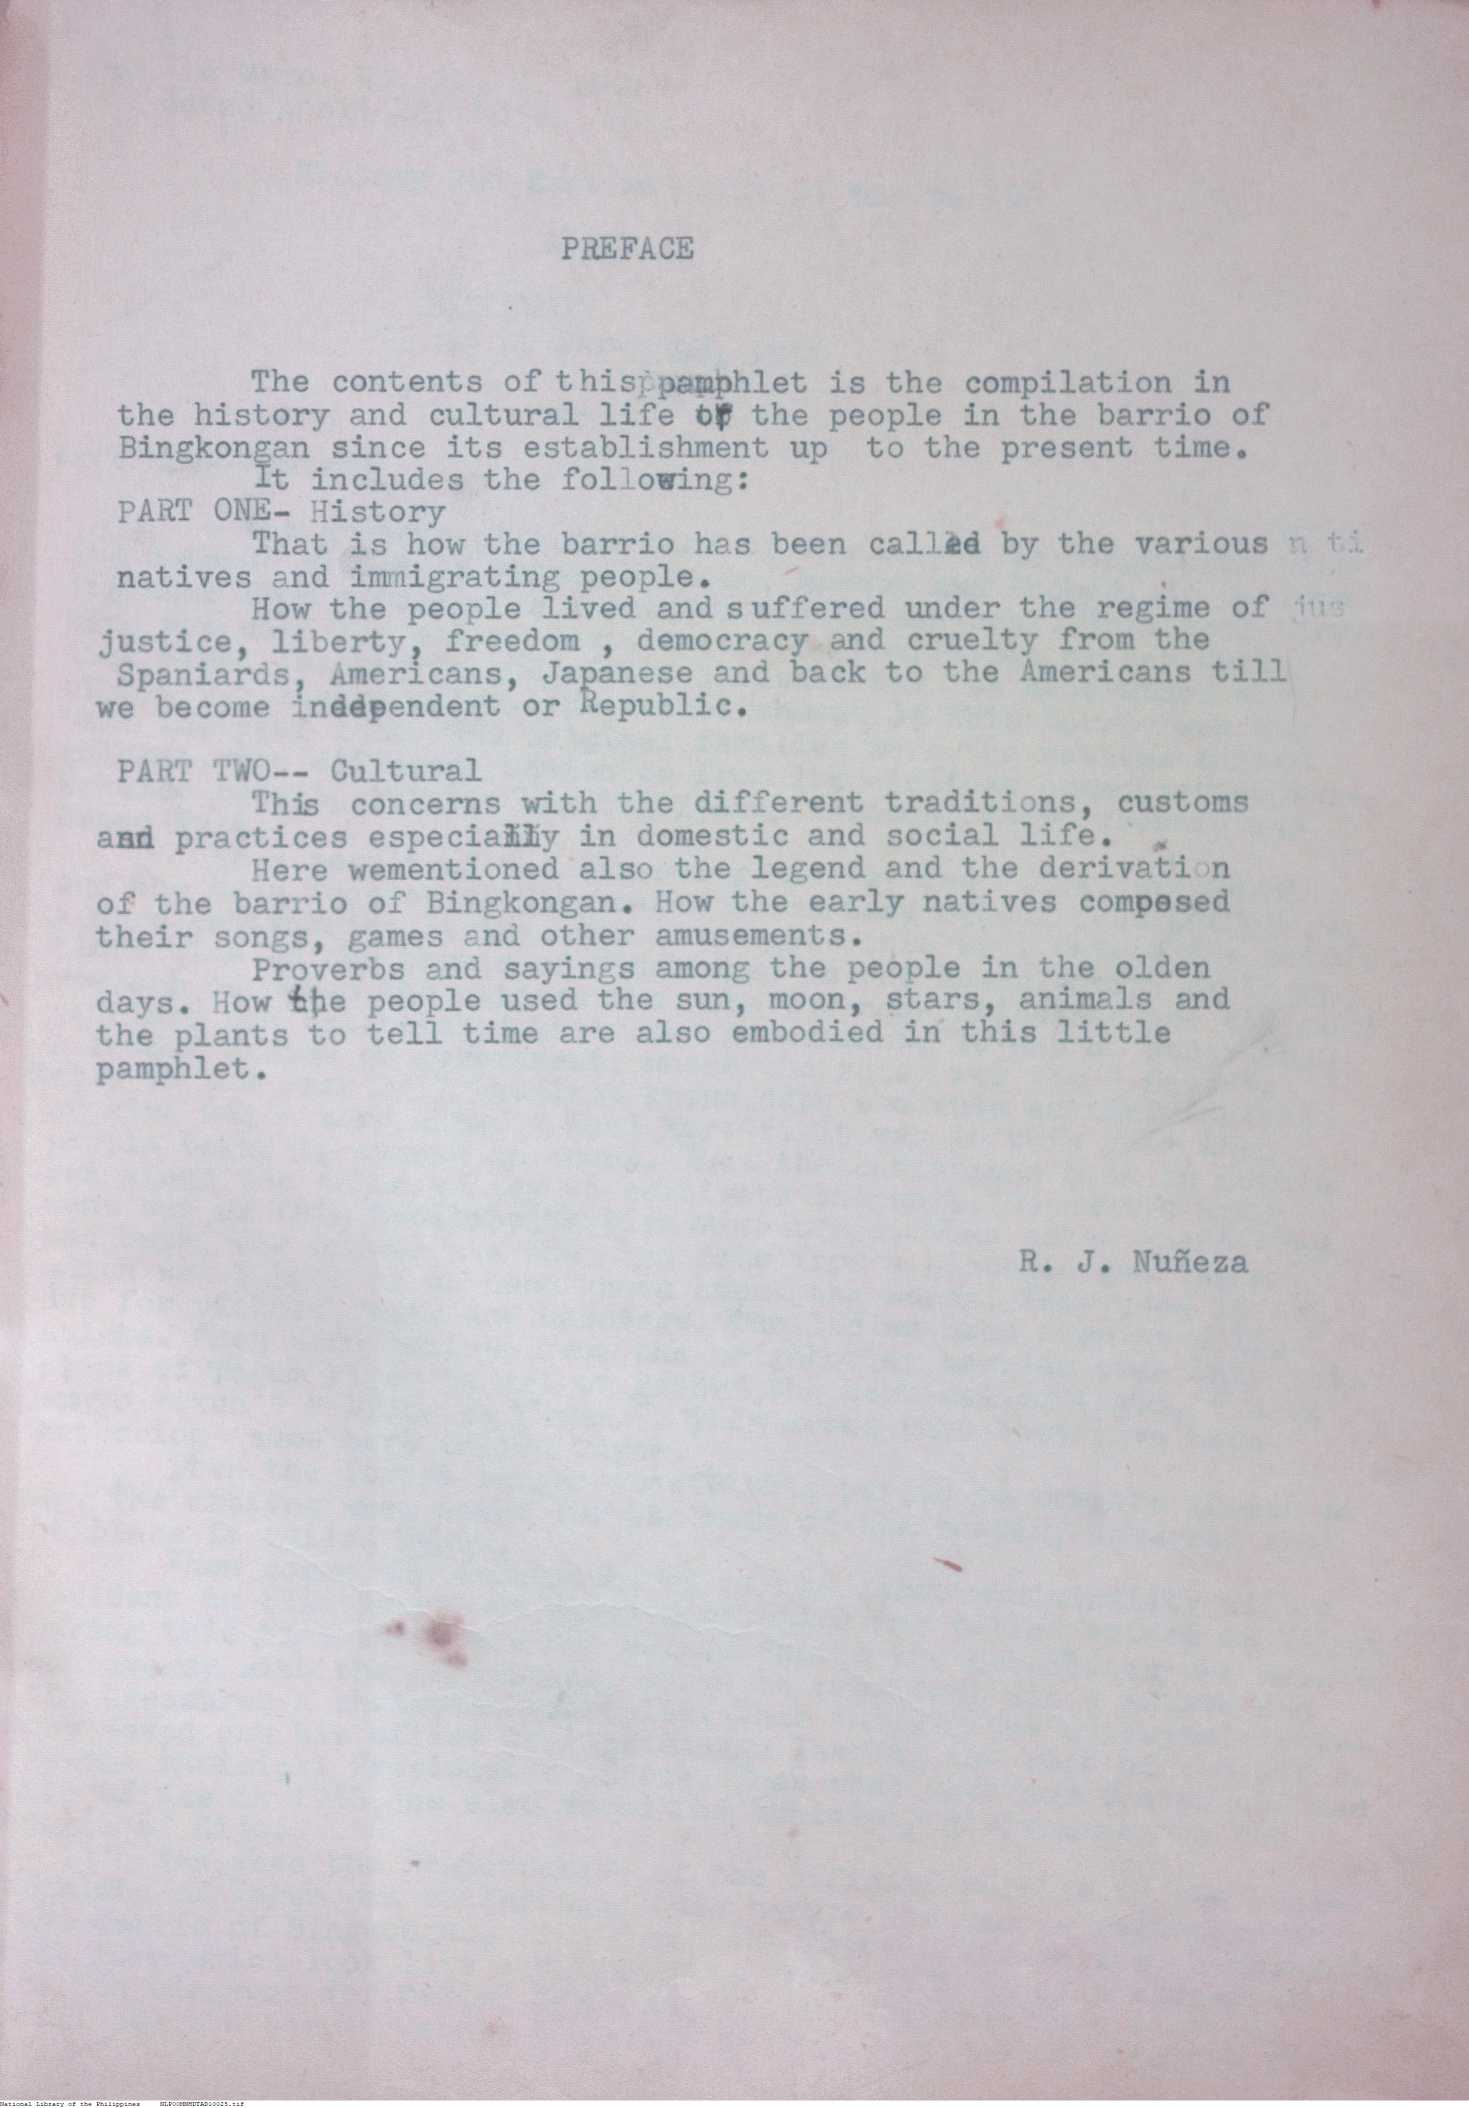 PREFACE
The contents of this pamphlet is the compilation in
the history and cultural life of the people in the barrio of
Bingkongan since its establishment up to the present time.
It includes the following:
PART ONE- History
That is how the barrio has been called by the various
natives and immigrating people.
How the people lived and suffered under the regime of
justice, liberty, freedom , democracy and cruelty from the
Spaniards, Americans, Japanese and back to the Americans till
we become independent or Republic.
PART TWO-- Cultural
This concerns with the different traditions, customs
and practices especially in domestic and social life.
Here wementioned also the legend and the derivation
of the barrio of Bingkongan. How the early natives composed
their songs, games and other amusements.
Proverbs and sayings among the people in the olden
days. How the people used the sun, moon, stars, animals and
the plants to tell time are also embodied in this little
pamphlet.
R. J. Nuñeza
National Library of the Philippines